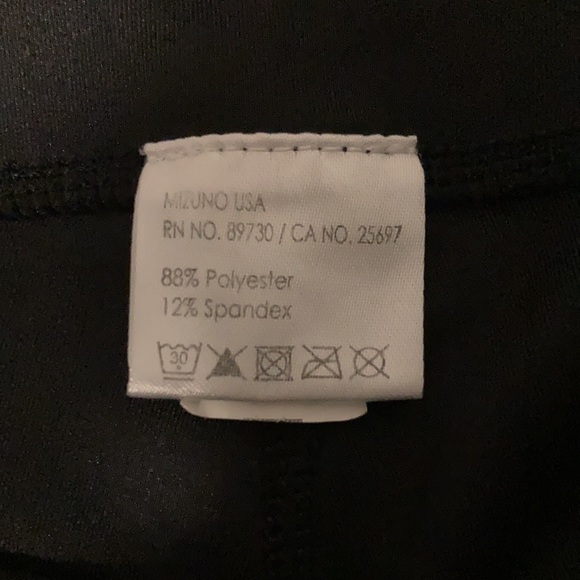 MIZUNO USA
RN NO. 89730 / CA NO. 25697
88% Polyester
12% Spandex
30